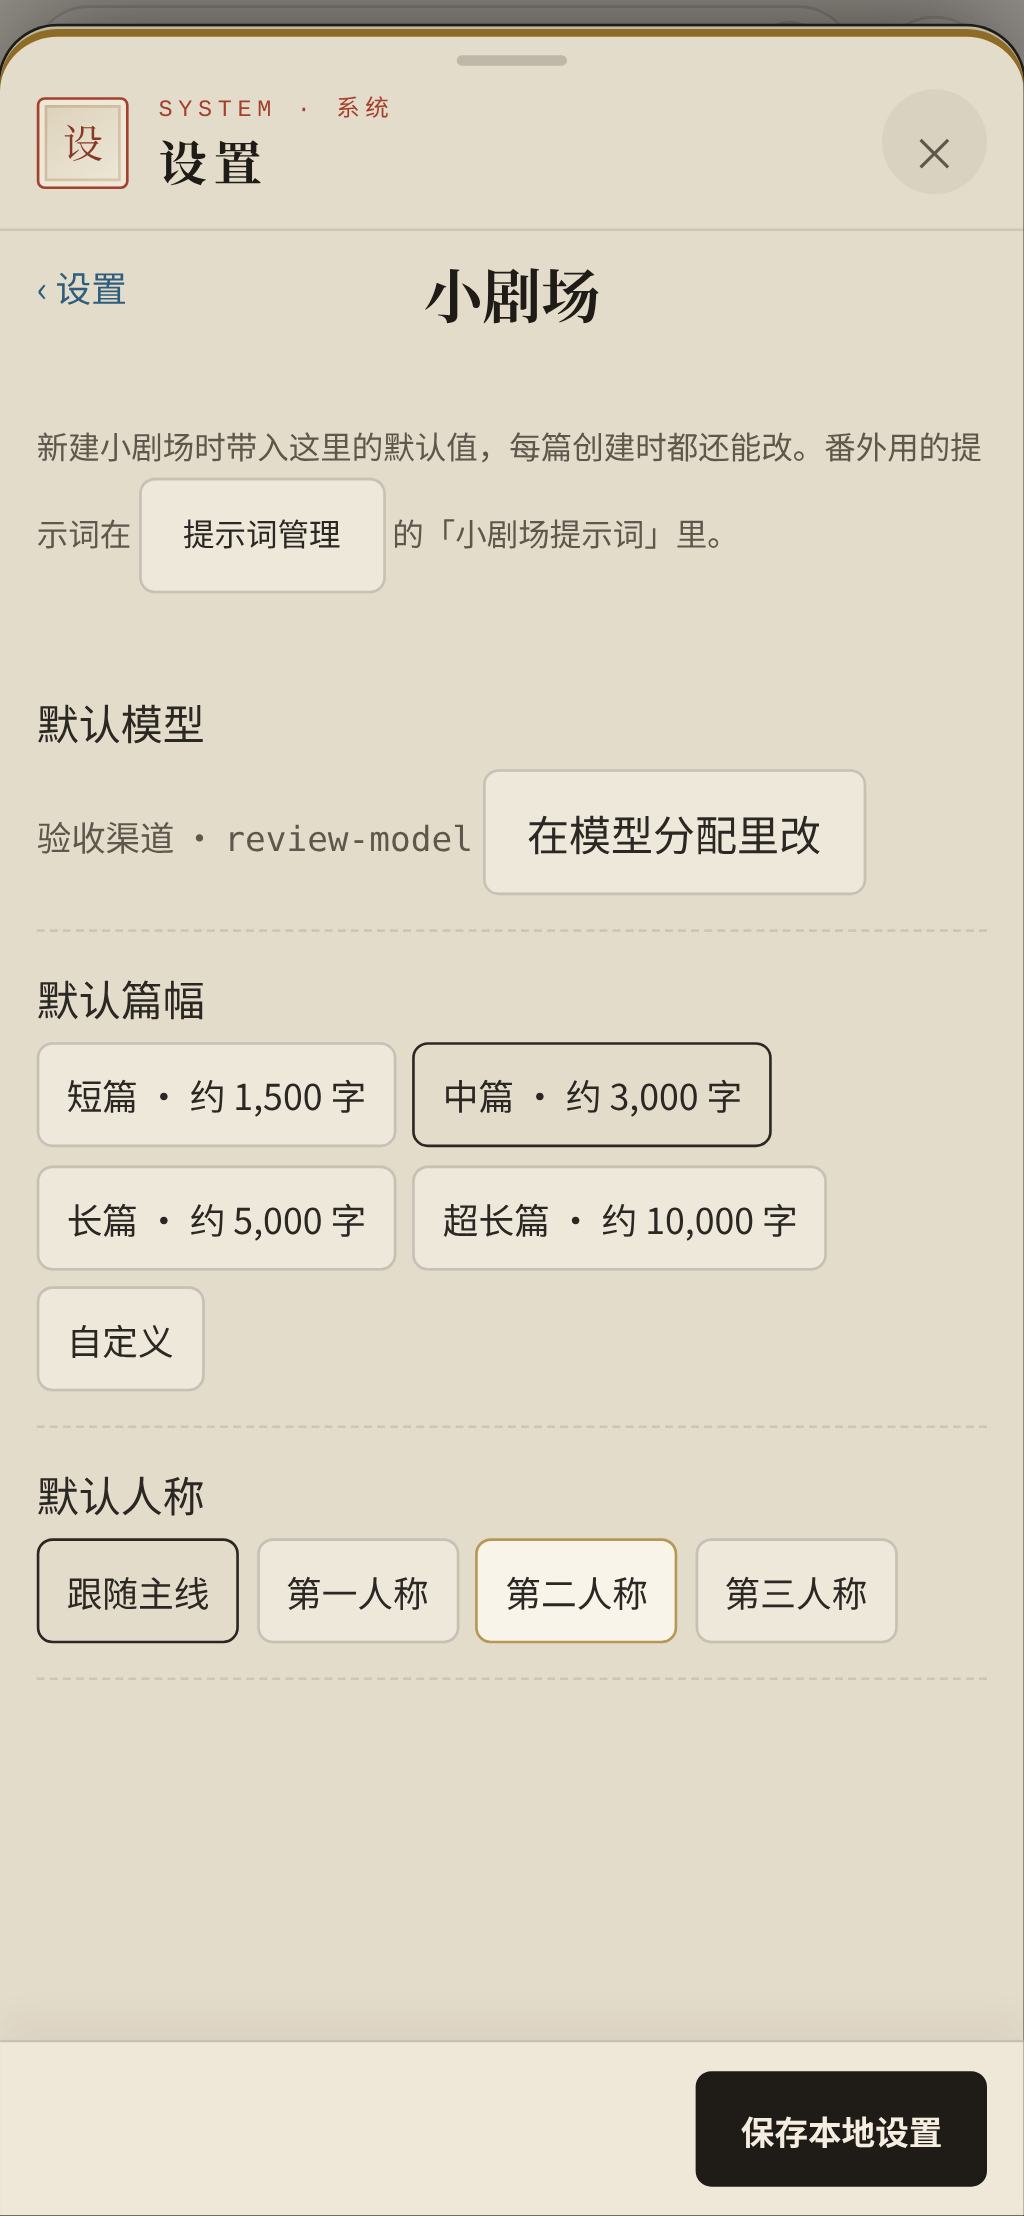 设
SYSTEM · 系统
设置
‹ 设置
小剧场
新建小剧场时带入这里的默认值，每篇创建时都还能改。番外用的提
示词在 提示词管理 的「小剧场提示词」里。
默认模型
验收渠道 · review-model 在模型分配里改
默认篇幅
短篇 · 约 1,500 字 中篇 · 约 3,000 字
长篇 · 约 5,000 字 超长篇 · 约 10,000 字
自定义
默认人称
跟随主线 第一人称 第二人称 第三人称
保存本地设置